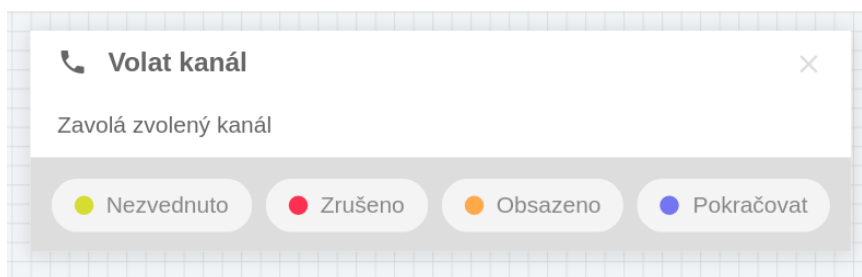 Volat kanál
Zavolá zvolený kanál
Nezvednuto Zrušeno Obsazeno Pokračovat